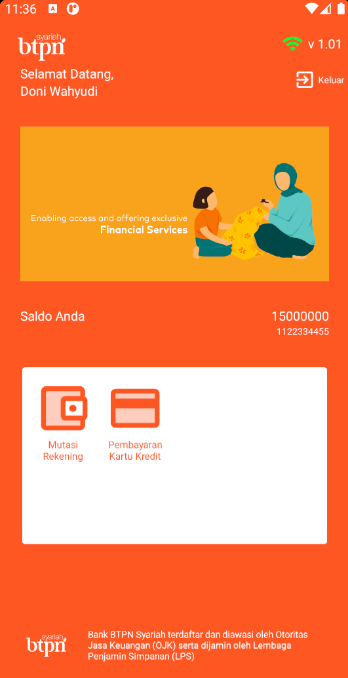 11:36
A
syariah
btpn
v 1.01
Selamat Datang,
Doni Wahyudi
Keluar
Enabling access and offering exclusive
Financial Services
Saldo Anda
15000000
1122334455
Mutasi
Rekening
Pembayaran
Kartu Kredit
syariah
btpn
Bank BTPN Syariah terdaftar dan diawasi oleh Otoritas
Jasa Keuangan (OJK) serta dijamin oleh Lembaga
Penjamin Simpanan (LPS)